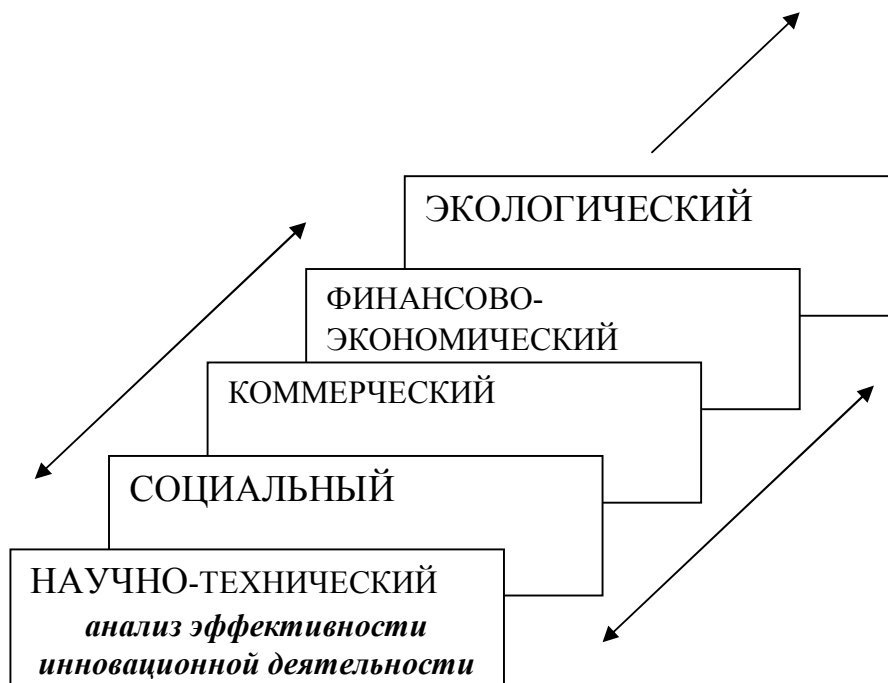 ЭКОЛОГИЧЕСКИЙ
ФИНАНСОВО-
ЭКОНОМИЧЕСКИЙ
КОММЕРЧЕСКИЙ
СОЦИАЛЬНЫЙ
НАУЧНО-ТЕХНИЧЕСКИЙ
анализ эффективности
инновационной деятельности